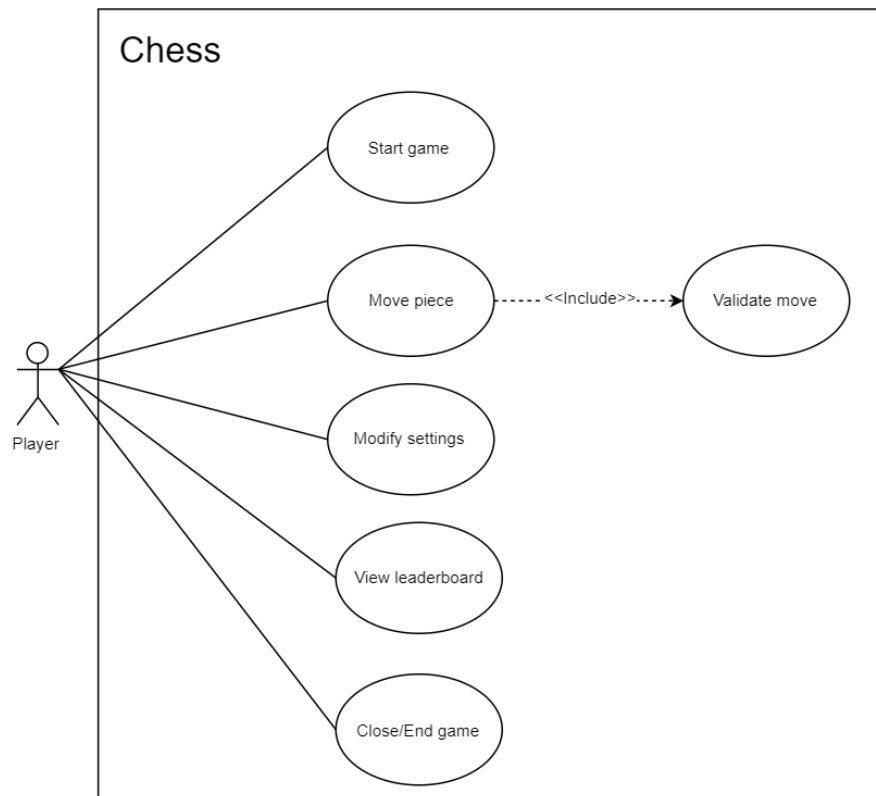 Chess
Start game
Move piece
<<Include>>
Validate move
Player
Modify settings
View leaderboard
Close/End game